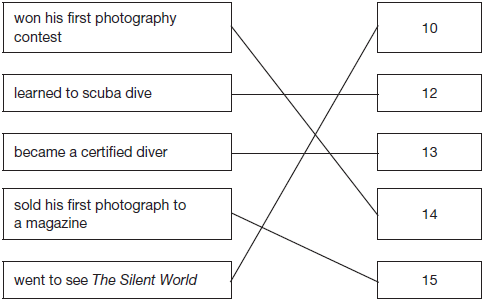 won his first photography
contest
10
learned to scuba dive
12
became a certified diver
13
sold his first photograph to
a magazine
14
went to see The Silent World
15